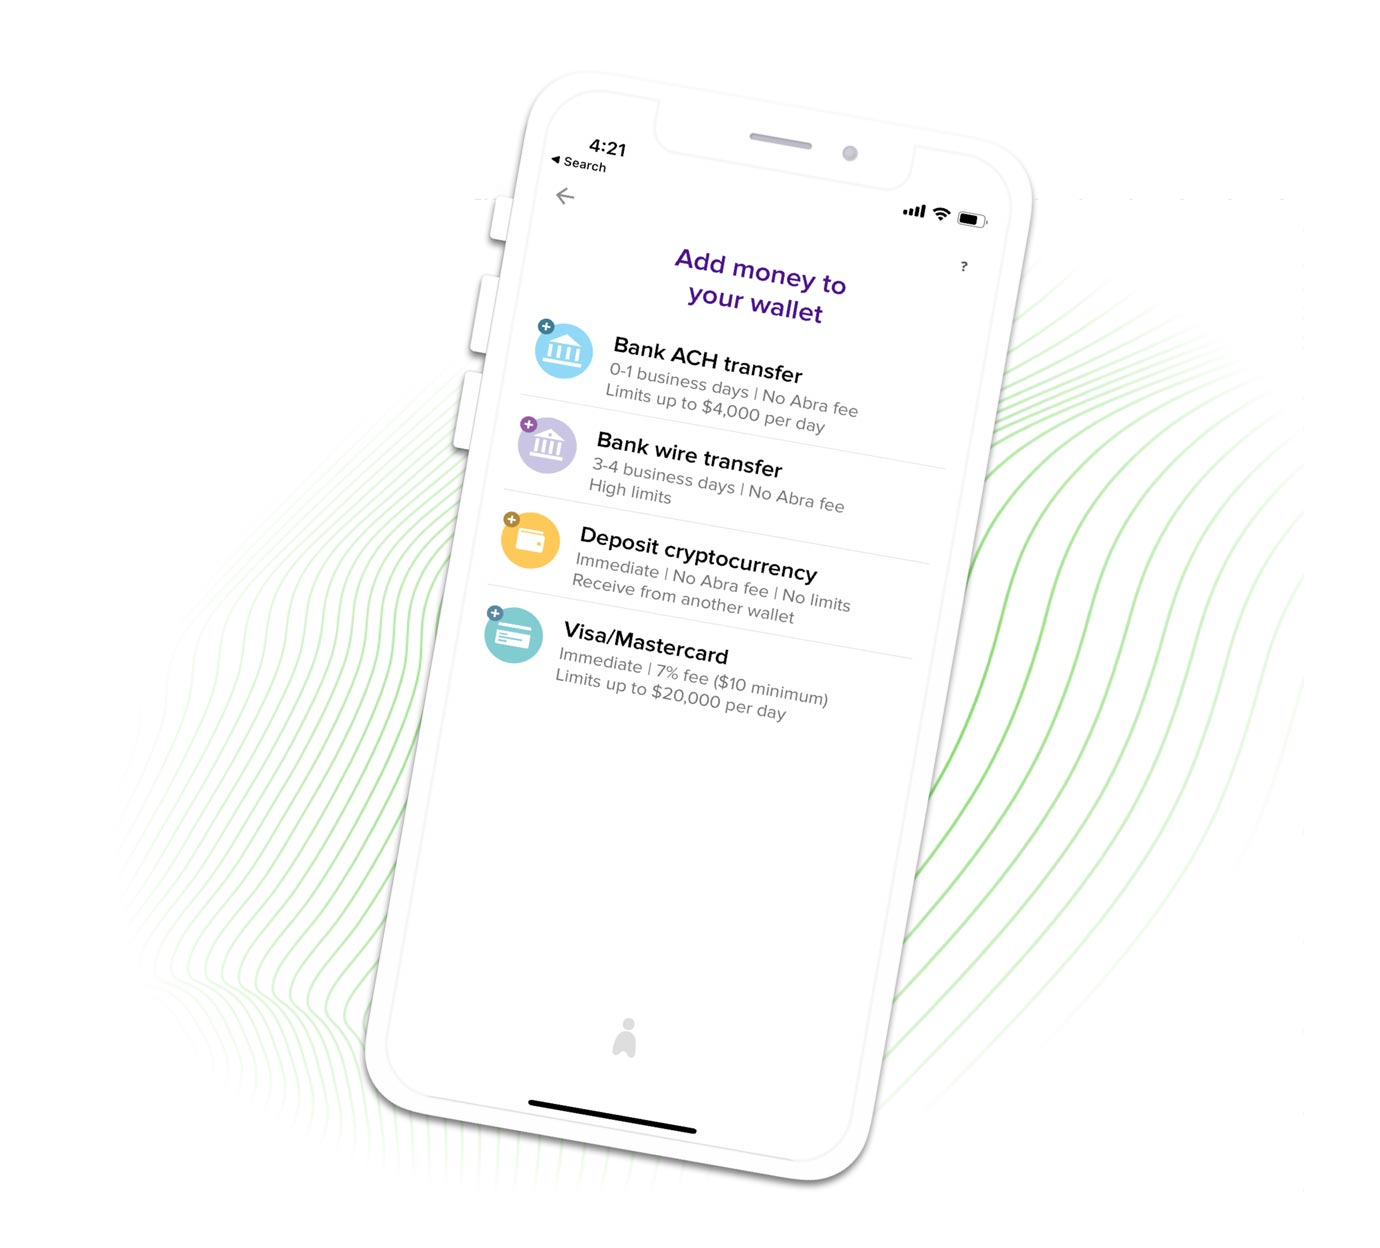 4:21
◀ Search
?
Add money to
your wallet
Bank ACH transfer
0-1 business days | No Abra fee
Limits up to $4,000 per day
Bank wire transfer
3-4 business days | No Abra fee
High limits
Deposit cryptocurrency
Immediate | No Abra fee | No limits
Receive from another wallet
Visa/Mastercard
Immediate | 7% fee ($10 minimum)
Limits up to $20,000 per day